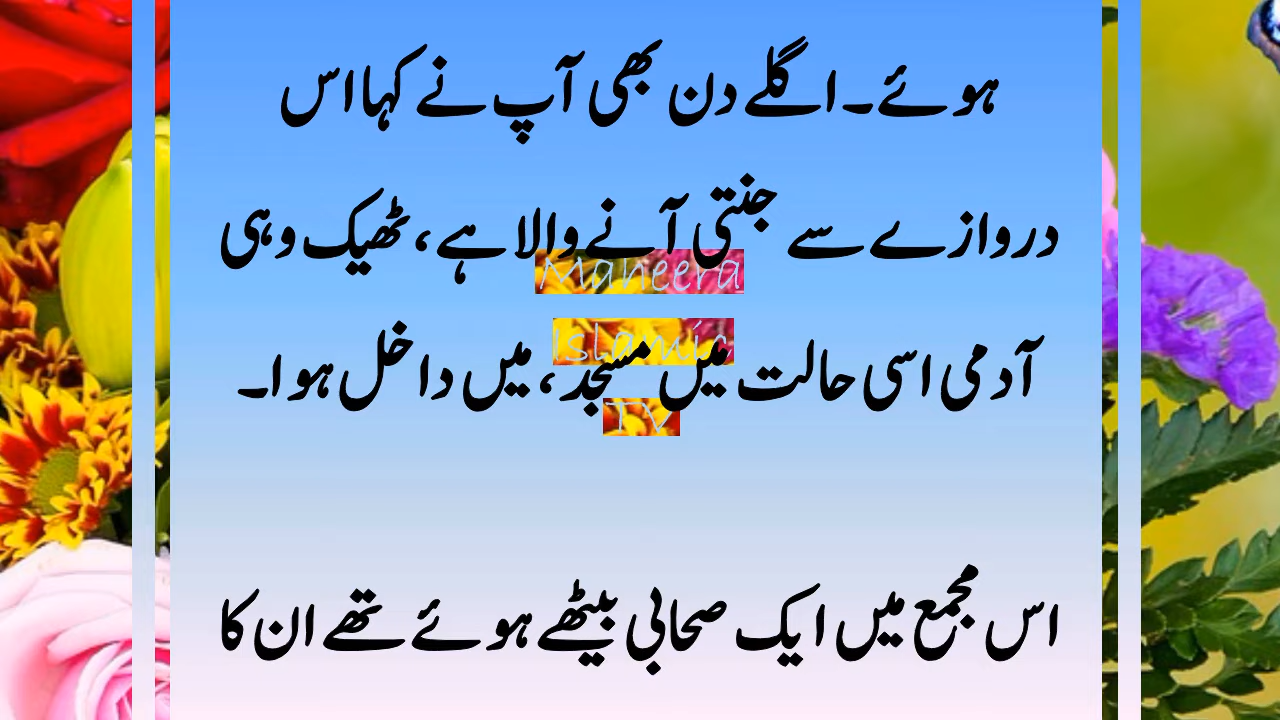 ہوئے۔اگلے دن بھی آپ نے کہا اس
دروازے سے جنتی آنے والا ہے، ٹھیک وہی
Maheera
آدمی اسی حالت میں مسجد، میں داخل ہوا۔
Islamic
TV
اس مجمع میں ایک صحابی بیٹھے ہوئے تھے ان کا